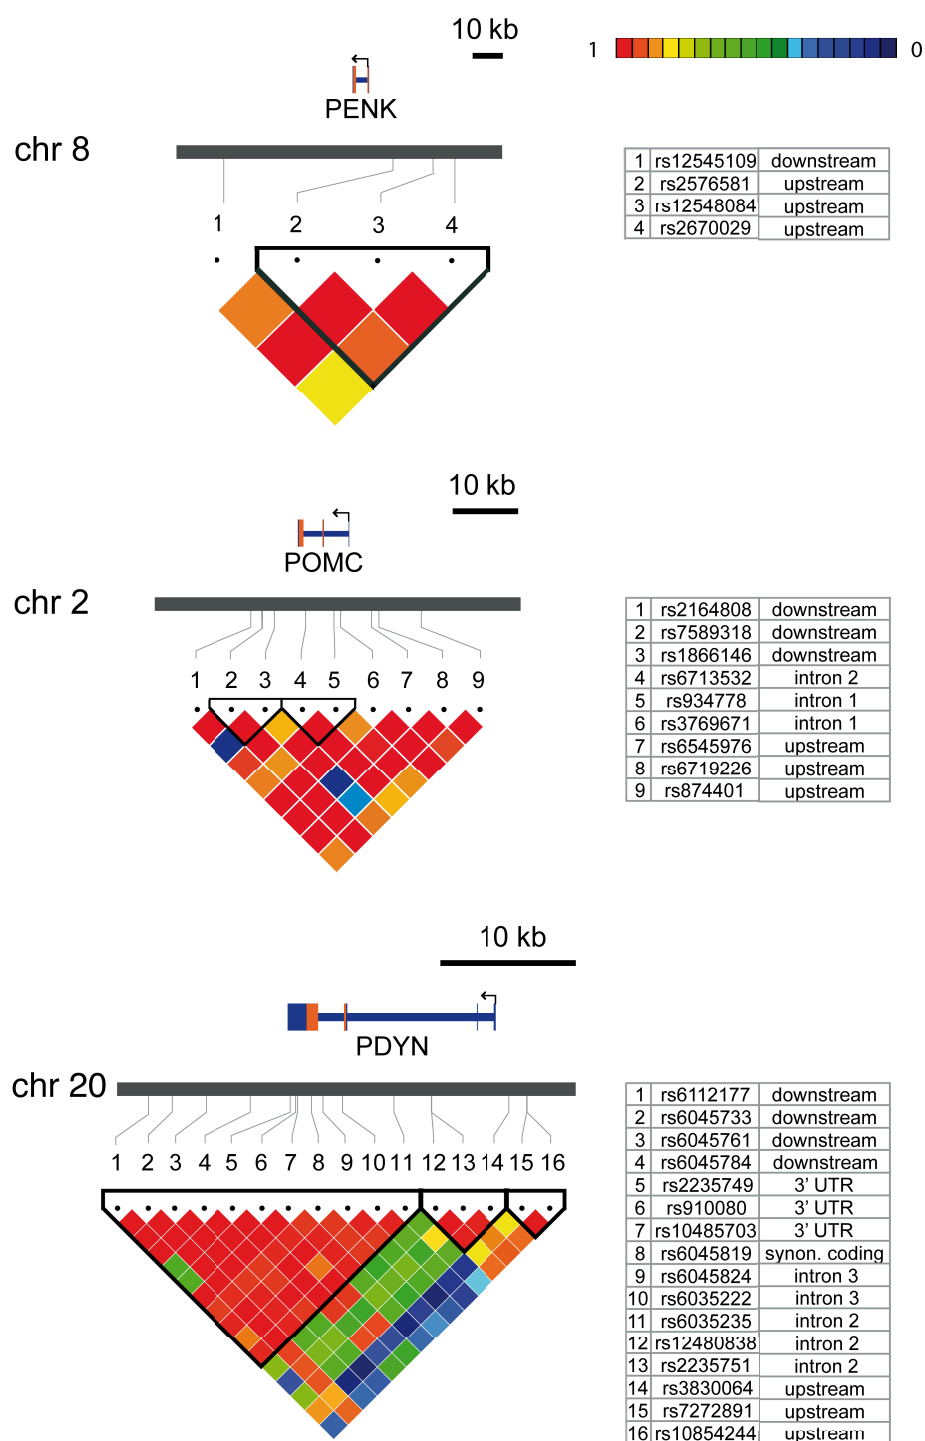 10 kb
1 0
PENK
chr 8
1 rs12545109 downstream
2 rs2576581 upstream
3 rs12548084 upstream
4 rs2670029 upstream
1 2 3 4
10 kb
POMC
chr 2
1 rs2164808 downstream
2 rs7589318 downstream
3 rs1866146 downstream
4 rs6713532 intron 2
5 rs934778 intron 1
6 rs3769671 intron 1
7 rs6545976 upstream
8 rs6719226 upstream
9 rs874401 upstream
1 2 3 4 5 6 7 8 9
10 kb
PDYN
chr 20
1 rs6112177 downstream
2 rs6045733 downstream
3 rs6045761 downstream
4 rs6045784 downstream
5 rs2235749 3' UTR
6 rs910080 3' UTR
7 rs10485703 3' UTR
8 rs6045819 synon. coding
9 rs6045824 intron 3
10 rs6035222 intron 3
11 rs6035235 intron 2
12 rs12480838 intron 2
13 rs2235751 intron 2
14 rs3830064 upstream
15 rs7272891 upstream
16 rs10854244 upstream
1 2 3 4 5 6 7 8 9 10 11 12 13 14 15 16